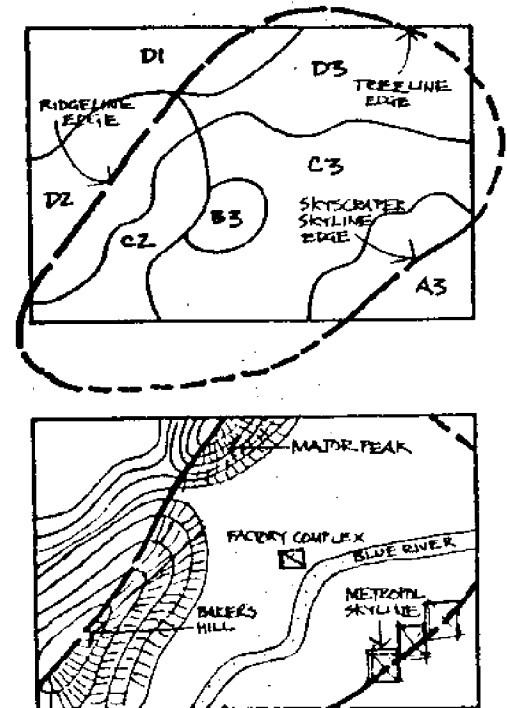 D1
D3
TREELINE
EDGE
RIDGELINE
EDGE
C3
D2
B3
SKYSCRAPER
SKYLINE
EDGE
C2
A3
MAJOR PEAK
FACTORY COMPLEX
BLUE RIVER
METROPOL
SKYLINE
BAKERS
HILL